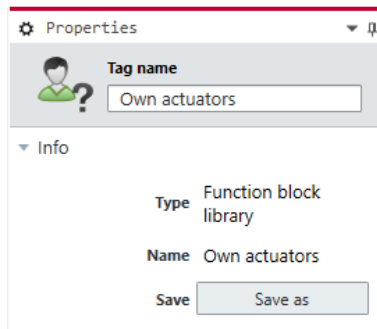 Properties
Tag name
Own actuators
Info
Type Function block
library
Name Own actuators
Save Save as